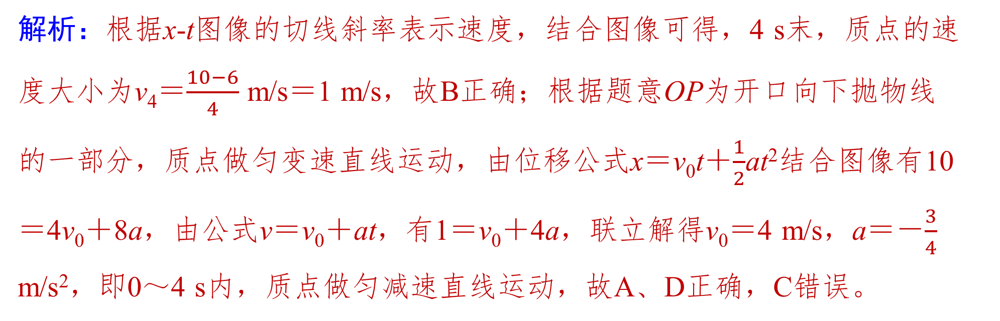 解析：根据x-t图像的切线斜率表示速度，结合图像可得，4 s末，质点的速
度大小为v₄＝\frac{10-6}{4} m/s＝1 m/s，故B正确；根据题意OP为开口向下抛物线
的一部分，质点做匀变速直线运动，由位移公式x＝v₀t＋\frac{1}{2}at²结合图像有10
＝4v₀＋8a，由公式v＝v₀＋at，有1＝v₀＋4a，联立解得v₀＝4 m/s，a＝－\frac{3}{4}
m/s²，即0～4 s内，质点做匀减速直线运动，故A、D正确，C错误。